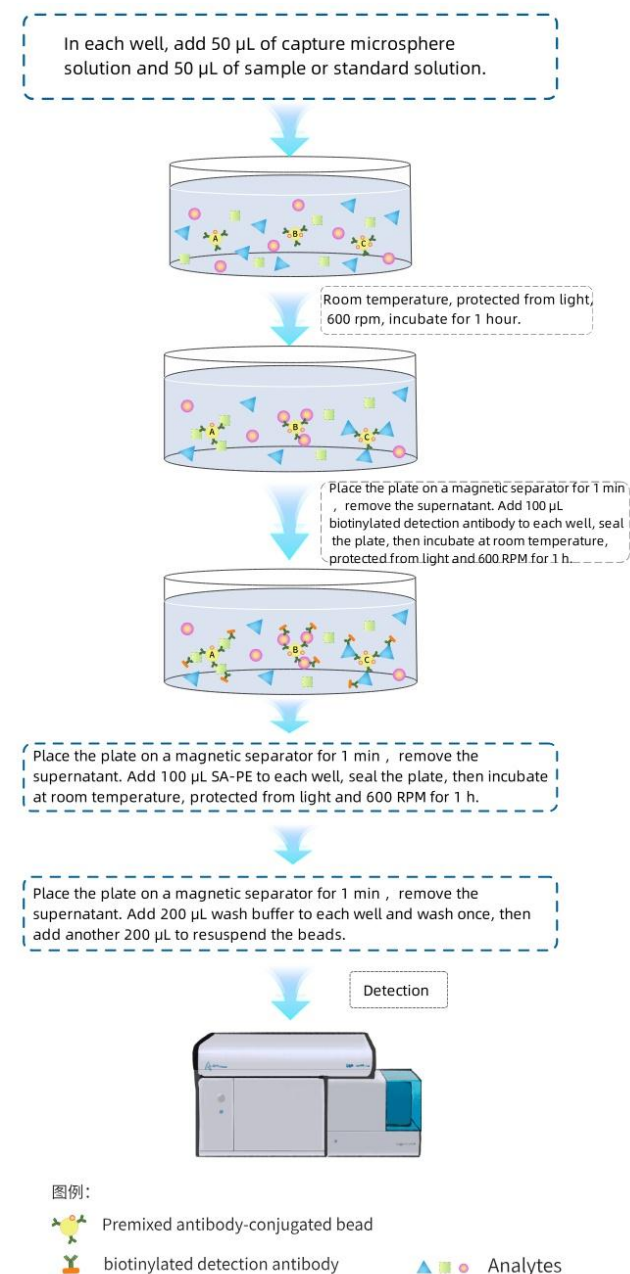 In each well, add 50 μL of capture microsphere
solution and 50 μL of sample or standard solution.
A
B
C
Room temperature, protected from light,
600 rpm, incubate for 1 hour.
A
B
C
Place the plate on a magnetic separator for 1 min
, remove the supernatant. Add 100 μL
biotinylated detection antibody to each well, seal
the plate, then incubate at room temperature,
protected from light and 600 RPM for 1 h.
A
B
C
Place the plate on a magnetic separator for 1 min , remove the
supernatant. Add 100 μL SA-PE to each well, seal the plate, then incubate
at room temperature, protected from light and 600 RPM for 1 h.
Place the plate on a magnetic separator for 1 min , remove the
supernatant. Add 200 μL wash buffer to each well and wash once, then
add another 200 μL to resuspend the beads.
Detection
图例：
Premixed antibody-conjugated bead
biotinylated detection antibody
Analytes